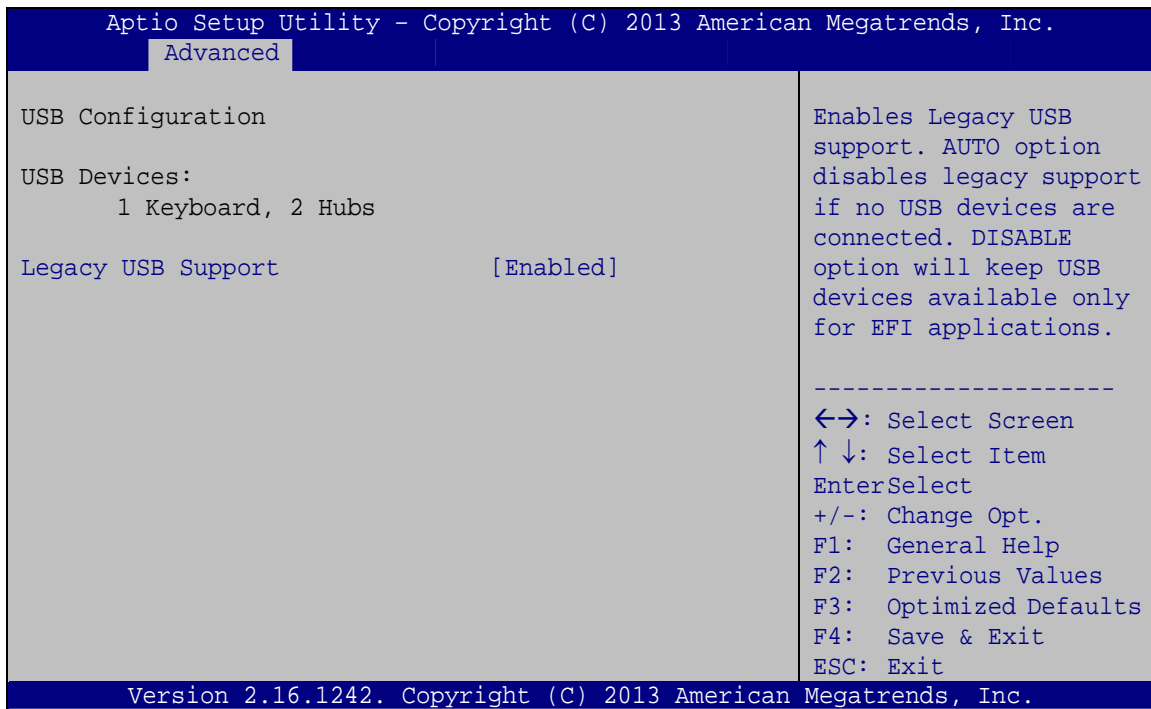 Aptio Setup Utility – Copyright (C) 2013 American Megatrends, Inc.
Advanced
USB Configuration
USB Devices:
1 Keyboard, 2 Hubs
Legacy USB Support [Enabled]
Enables Legacy USB
support. AUTO option
disables legacy support
if no USB devices are
connected. DISABLE
option will keep USB
devices available only
for EFI applications.
---------------------
←→: Select Screen
↑ ↓: Select Item
EnterSelect
+/-: Change Opt.
F1: General Help
F2: Previous Values
F3: Optimized Defaults
F4: Save & Exit
ESC: Exit
Version 2.16.1242. Copyright (C) 2013 American Megatrends, Inc.